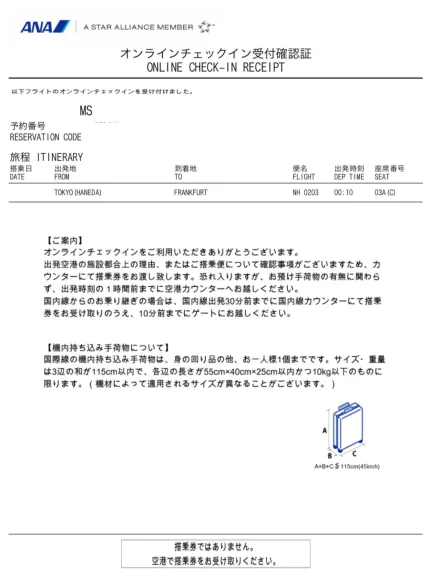 ANA A STAR ALLIANCE MEMBER
オンラインチェックイン受付確認証
ONLINE CHECK-IN RECEIPT
以下フライトのオンラインチェックインを受け付けました。
MS
予約番号
RESERVATION CODE
旅程 ITINERARY
搭乗日 出発地 到着地 便名 出発時刻 座席番号
DATE FROM TO FLIGHT DEP TIME SEAT
TOKYO(HANEDA) FRANKFURT NH 0203 00:10 03A(C)
【ご案内】
オンラインチェックインをご利用いただきありがとうございます。
出発空港の施設都合上の理由、またはご搭乗便について確認事項がございますため、カ
ウンターにて搭乗券をお渡し致します。恐れ入りますが、お預け手荷物の有無に関わら
ず、出発時刻の1時間前までに空港カウンターへお越しください。
国内線からのお乗り継ぎの場合は、国内線出発30分前までに国内線カウンターにて搭乗
券をお受け取りのうえ、10分前までにゲートにお越しください。
【機内持ち込み手荷物について】
国際線の機内持ち込み手荷物は、身の回り品の他、お一人様1個までです。サイズ・重量
は3辺の和が115cm以内で、各辺の長さが55cm×40cm×25cm以内かつ10kg以下のものに
限ります。（機材によって適用されるサイズが異なることがございます。）
A
B C
A+B+C≦115cm(45inch)
搭乗券ではありません。
空港で搭乗券をお受け取りください。